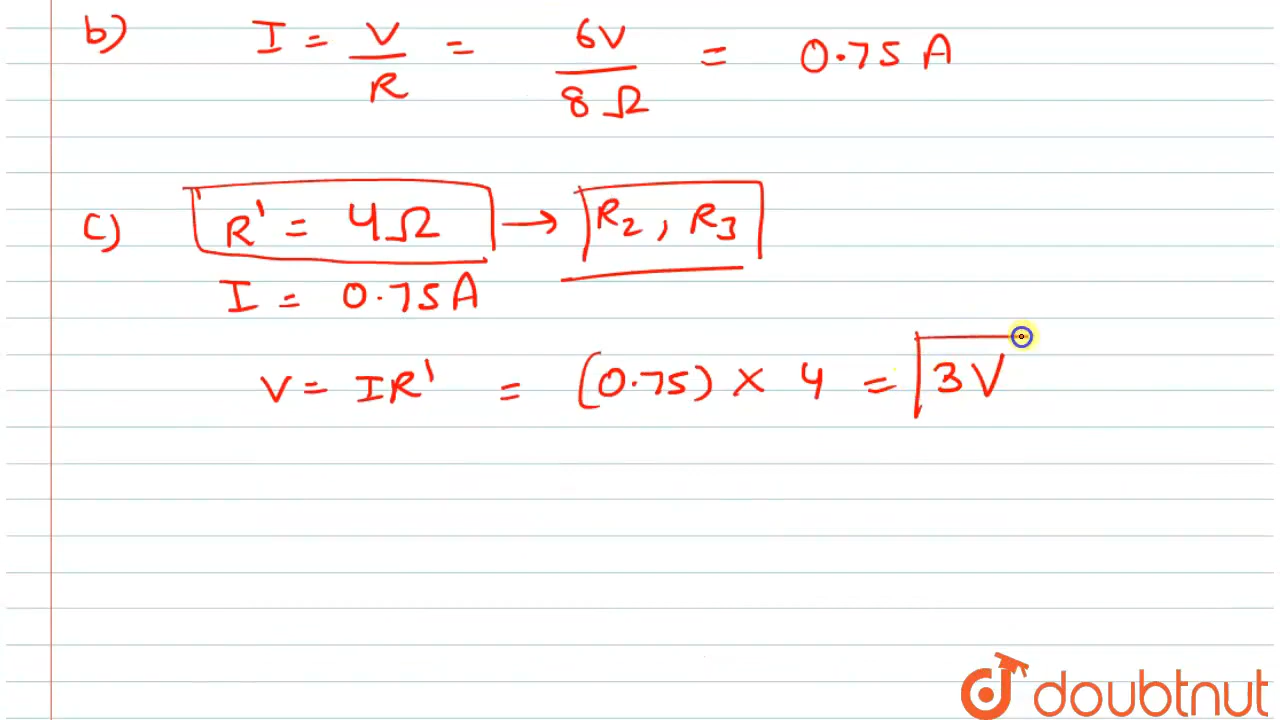 b) I = V/R = 6V/8Ω = 0.75 A
c) R' = 4Ω → R2, R3
I = 0.75A
V = IR' = (0.75) × 4 = 3V
doubtnut